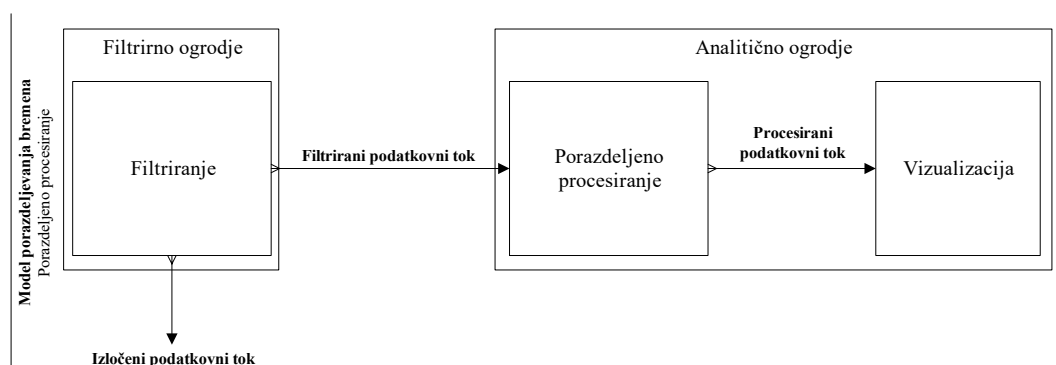 Model porazdeljevanja bremena
Porazdeljeno procesiranje
Filtrirno ogrodje
Filtriranje
Izločeni podatkovni tok
Filtrirani podatkovni tok
Analitično ogrodje
Porazdeljeno
procesiranje
Procesirani
podatkovni tok
Vizualizacija